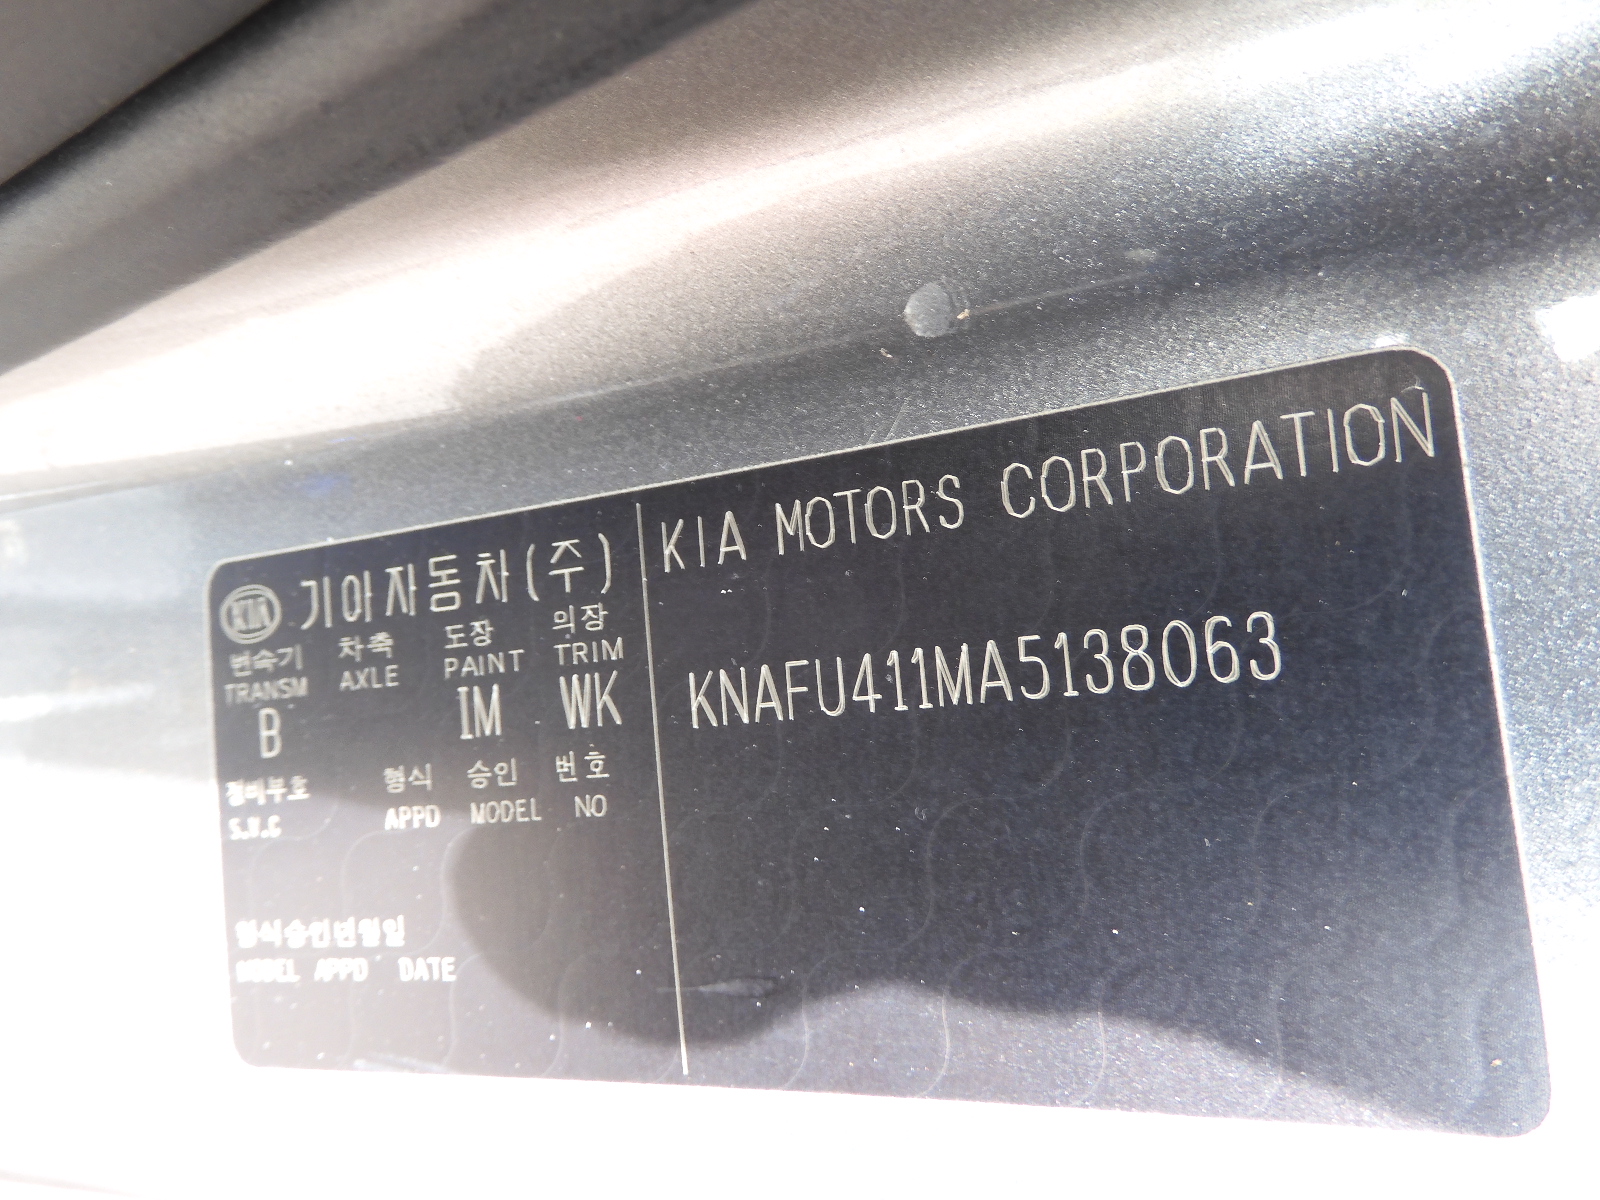 KIA 기아자동차(주)
KIA MOTORS CORPORATION
변속기 차축 도장 의장
TRANSM AXLE PAINT TRIM
B IM WK
KNAFU411MA5138063
정비부호 형식 승인 번호
S.V.C APPD MODEL NO
형식승인년월일
MODEL APPD DATE